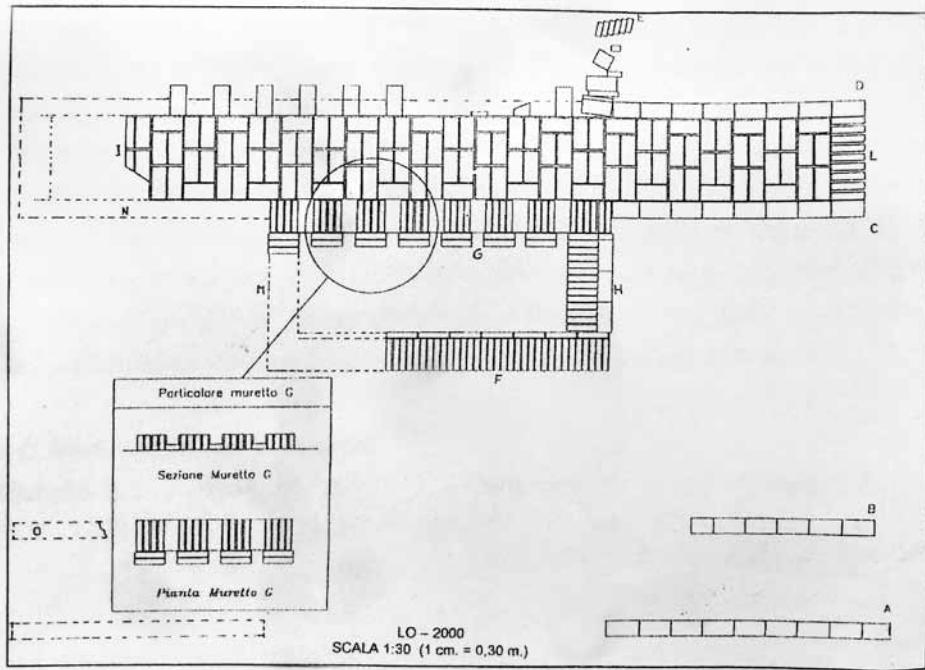 E
D
I
L
N
C
G
M
H
F
Particolare muretto G
Sezione Muretto G
B
O
Pianta Muretto G
A
LO - 2000
SCALA 1:30 (1 cm. = 0,30 m.)